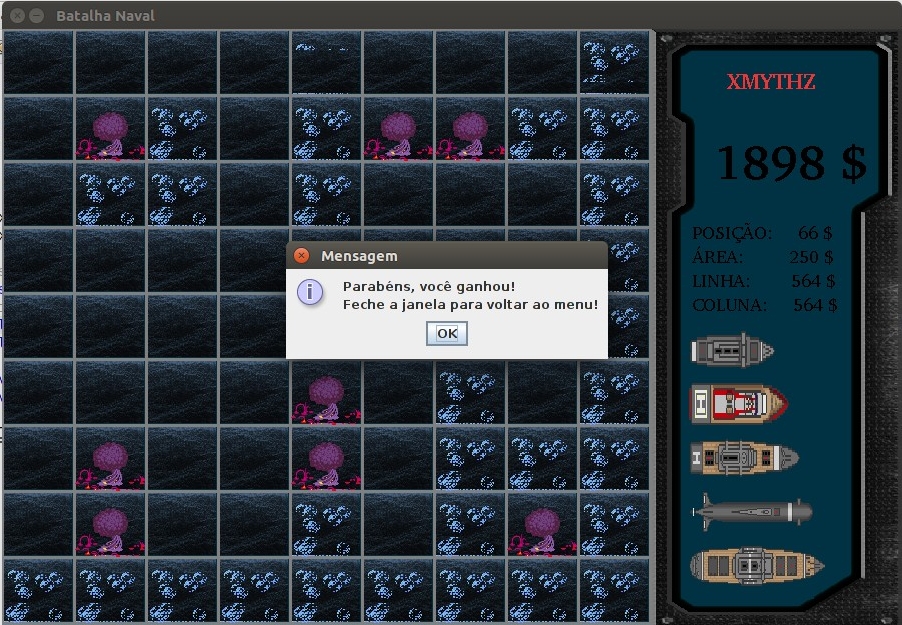 Batalha Naval
XMYTHZ
1898 $
POSIÇÃO: 66 $
ÁREA: 250 $
LINHA: 564 $
COLUNA: 564 $
Mensagem
Parabéns, você ganhou!
Feche a janela para voltar ao menu!
OK